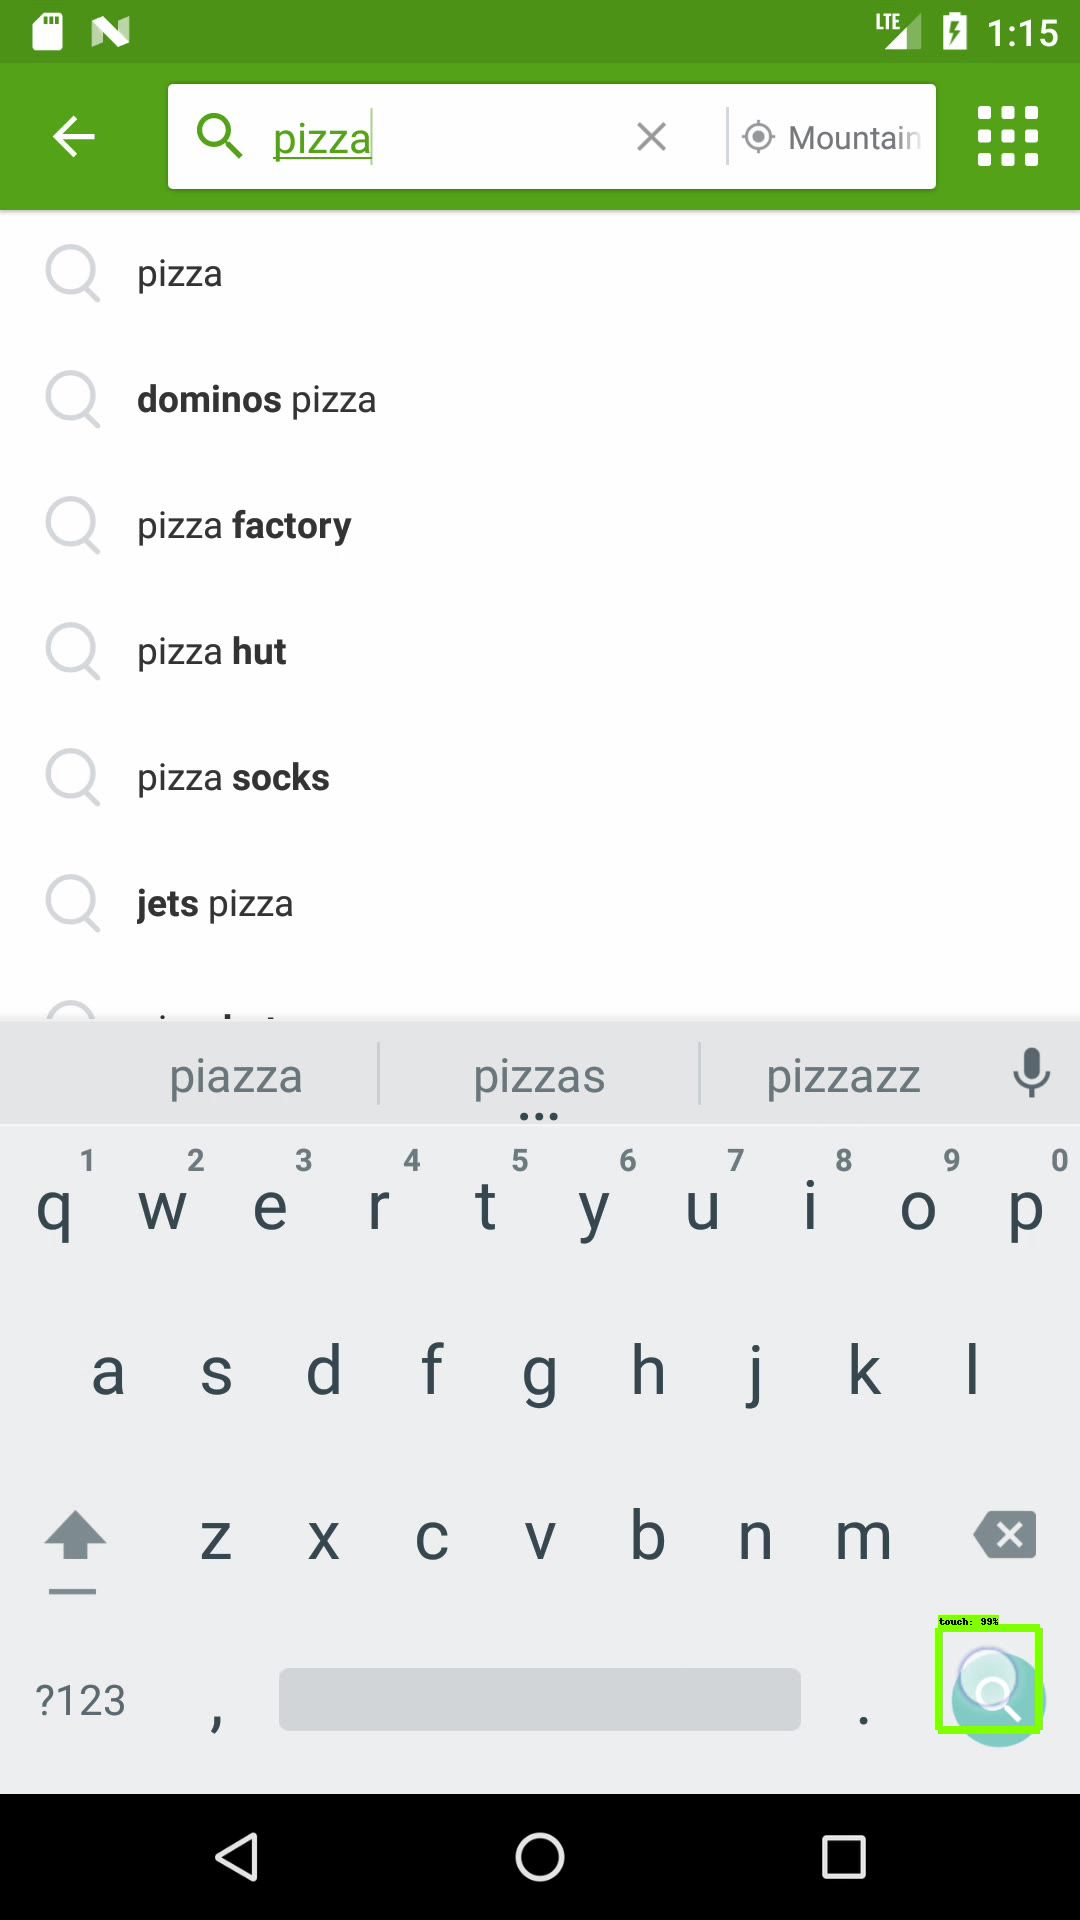 LTE 1:15
pizza Mountain
pizza
dominos pizza
pizza factory
pizza hut
pizza socks
jets pizza
piazza pizzas pizzazz
1 2 3 4 5 6 7 8 9 0
q w e r t y u i o p
a s d f g h j k l
z x c v b n m
touch: 99%
?123 , .